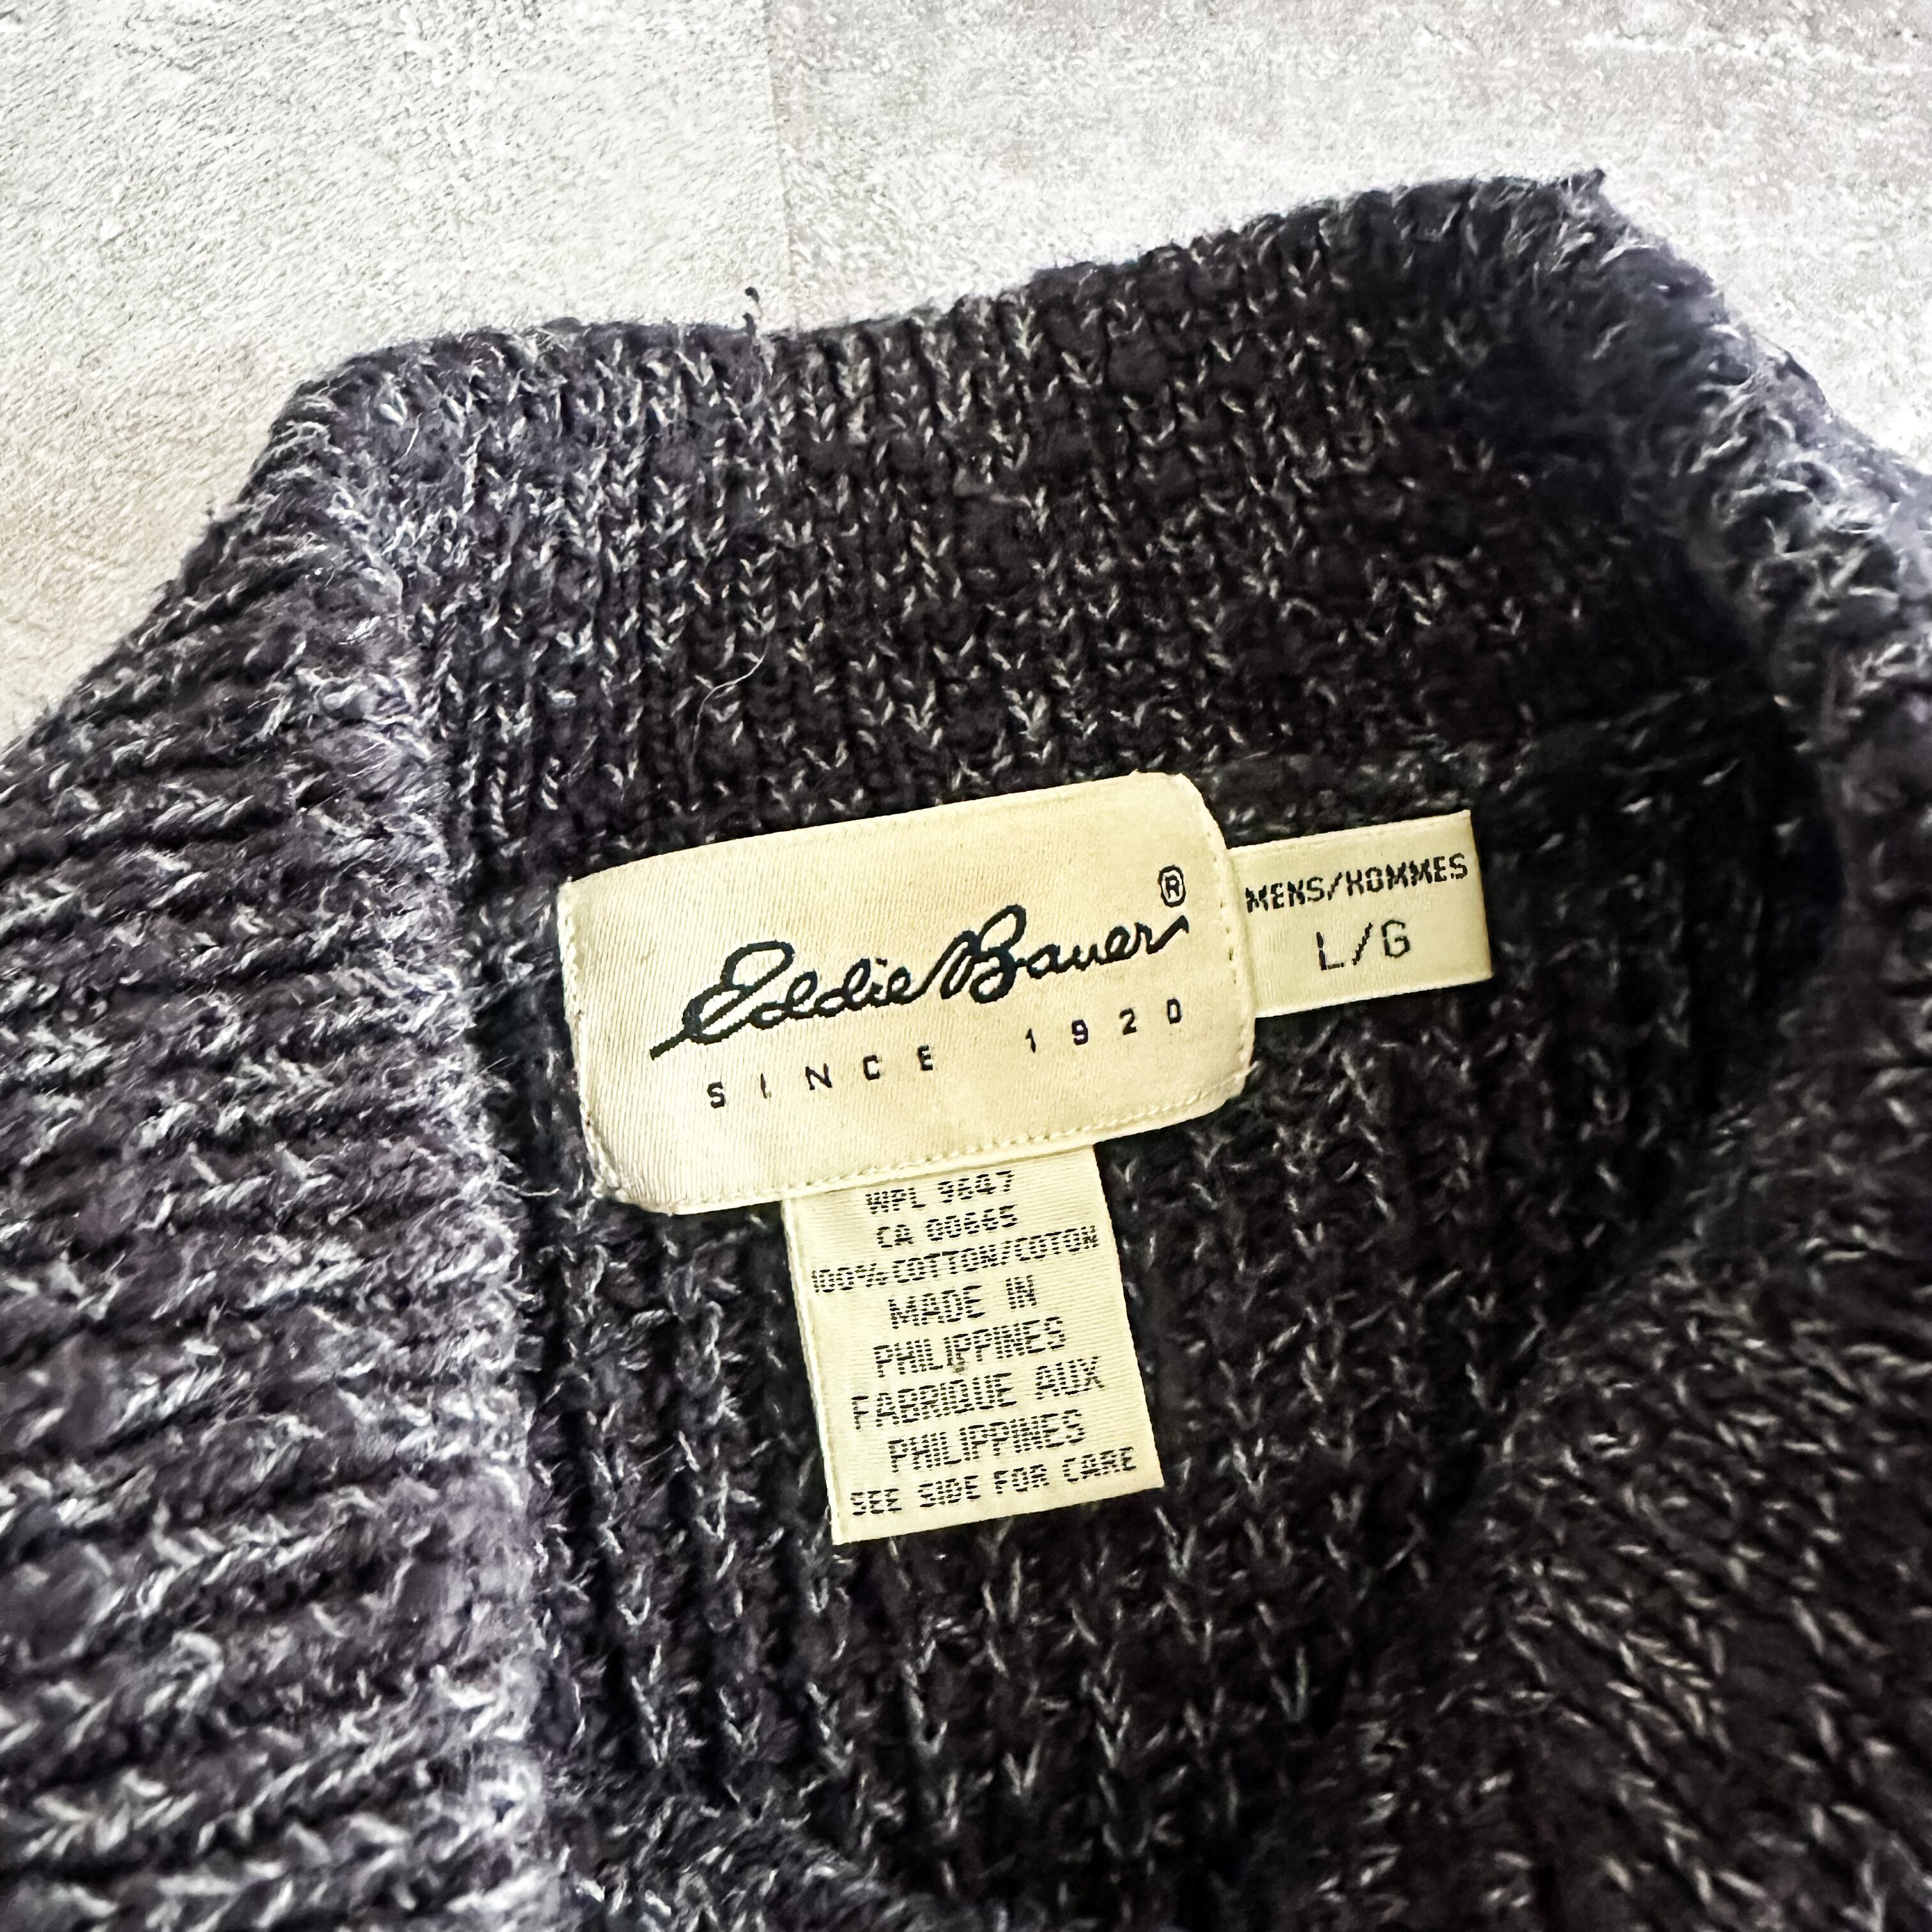 Eddie Bauer®
SINCE 1920
MENS/HOMMES
L/G
WPL 9647
CA 00665
100% COTTON/COTON
MADE IN
PHILIPPINES
FABRIQUE AUX
PHILIPPINES
SEE SIDE FOR CARE